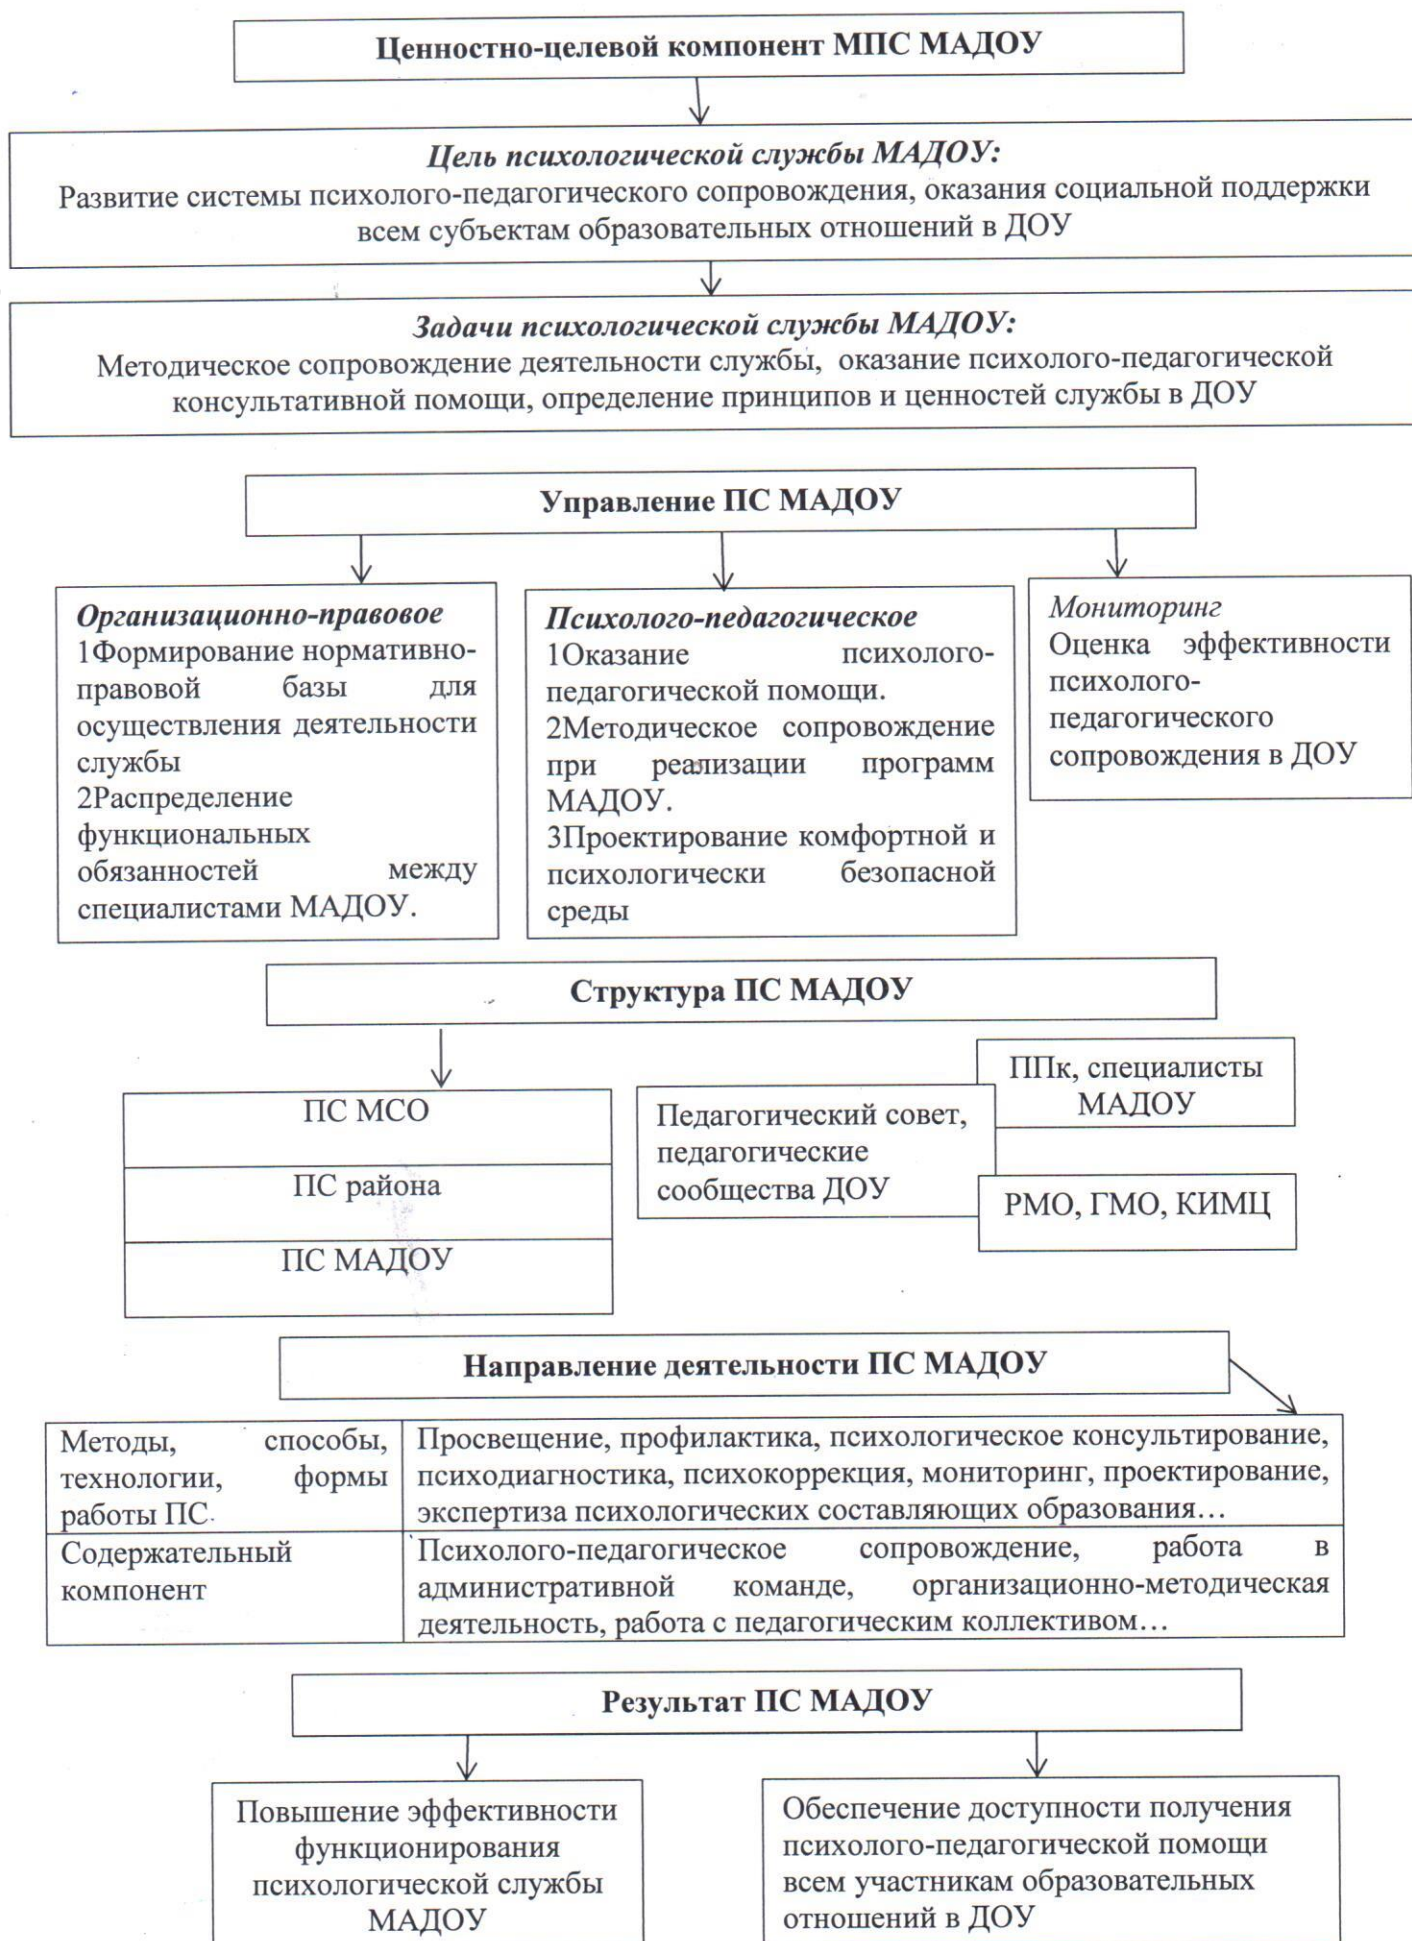 Ценностно-целевой компонент МПС МАДОУ
Цель психологической службы МАДОУ:
Развитие системы психолого-педагогического сопровождения, оказания социальной поддержки
всем субъектам образовательных отношений в ДОУ
Задачи психологической службы МАДОУ:
Методическое сопровождение деятельности службы, оказание психолого-педагогической
консультативной помощи, определение принципов и ценностей службы в ДОУ
Управление ПС МАДОУ
Организационно-правовое
1Формирование нормативно-
правовой базы для
осуществления деятельности
службы
2Распределение
функциональных
обязанностей между
специалистами МАДОУ.
Психолого-педагогическое
1Оказание психолого-
педагогической помощи.
2Методическое сопровождение
при реализации программ
МАДОУ.
3Проектирование комфортной и
психологически безопасной
среды
Мониторинг
Оценка эффективности
психолого-
педагогического
сопровождения в ДОУ
Структура ПС МАДОУ
ПС МСО
ПС района
ПС МАДОУ
Педагогический совет,
педагогические
сообщества ДОУ
ППк, специалисты
МАДОУ
РМО, ГМО, КИМЦ
Направление деятельности ПС МАДОУ
Методы, способы,
технологии, формы
работы ПС
Просвещение, профилактика, психологическое консультирование,
психодиагностика, психокоррекция, мониторинг, проектирование,
экспертиза психологических составляющих образования…
Содержательный
компонент
Психолого-педагогическое сопровождение, работа в
административной команде, организационно-методическая
деятельность, работа с педагогическим коллективом…
Результат ПС МАДОУ
Повышение эффективности
функционирования
психологической службы
МАДОУ
Обеспечение доступности получения
психолого-педагогической помощи
всем участникам образовательных
отношений в ДОУ